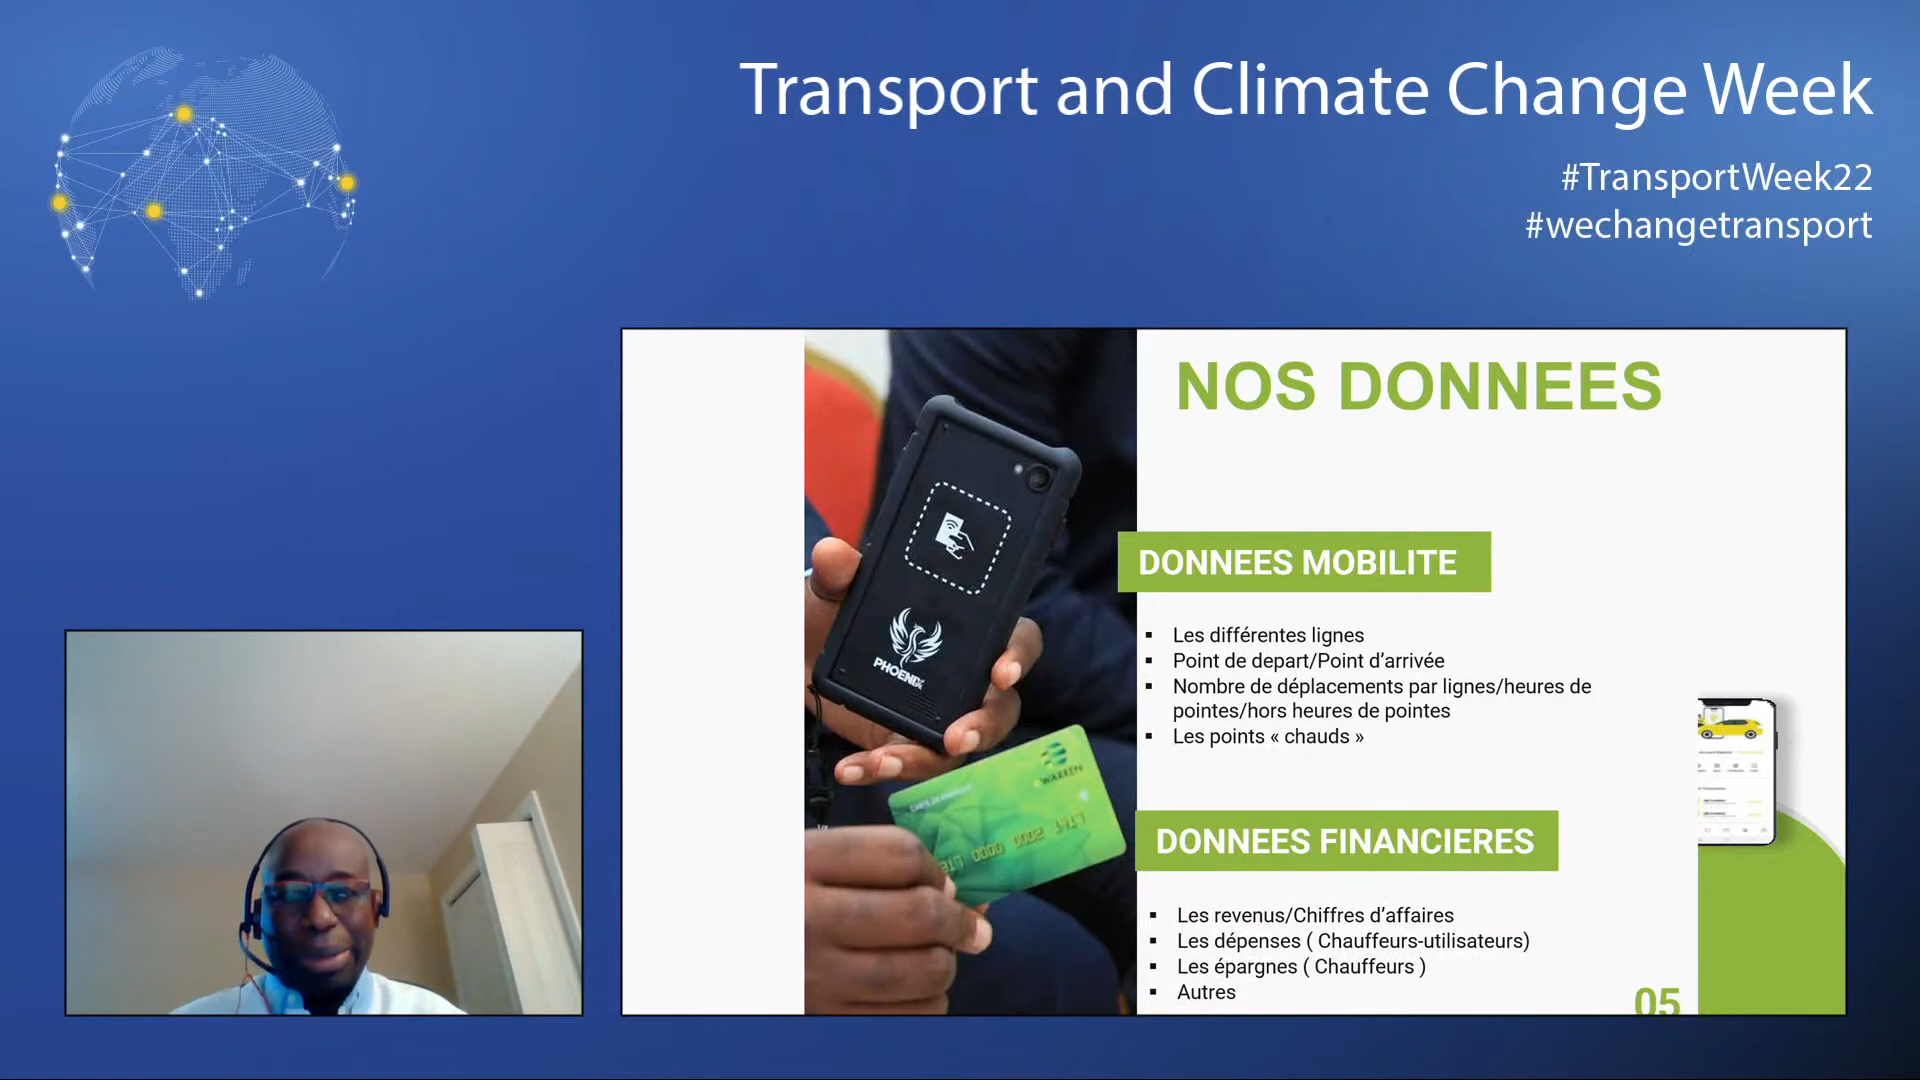 Transport and Climate Change Week
#TransportWeek22
#wechangetransport
NOS DONNEES
DONNEES MOBILITE
▪ Les différentes lignes
▪ Point de depart/Point d’arrivée
▪ Nombre de déplacements par lignes/heures de
pointes/hors heures de pointes
▪ Les points « chauds »
DONNEES FINANCIERES
▪ Les revenus/Chiffres d’affaires
▪ Les dépenses ( Chauffeurs-utilisateurs)
▪ Les épargnes ( Chauffeurs )
▪ Autres
05
WARREN
0000 0002